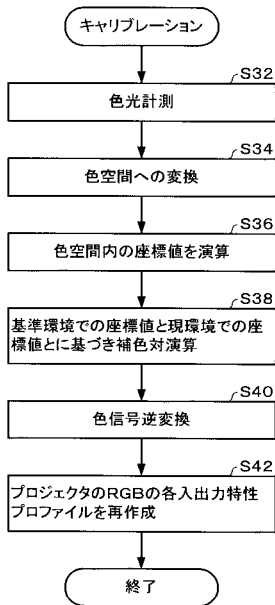 キャリブレーション
S32
色光計測
S34
色空間への変換
S36
色空間内の座標値を演算
S38
基準環境での座標値と現環境での座
標値とに基づき補色対演算
S40
色信号逆変換
S42
プロジェクタのRGBの各入出力特性
プロファイルを再作成
終了